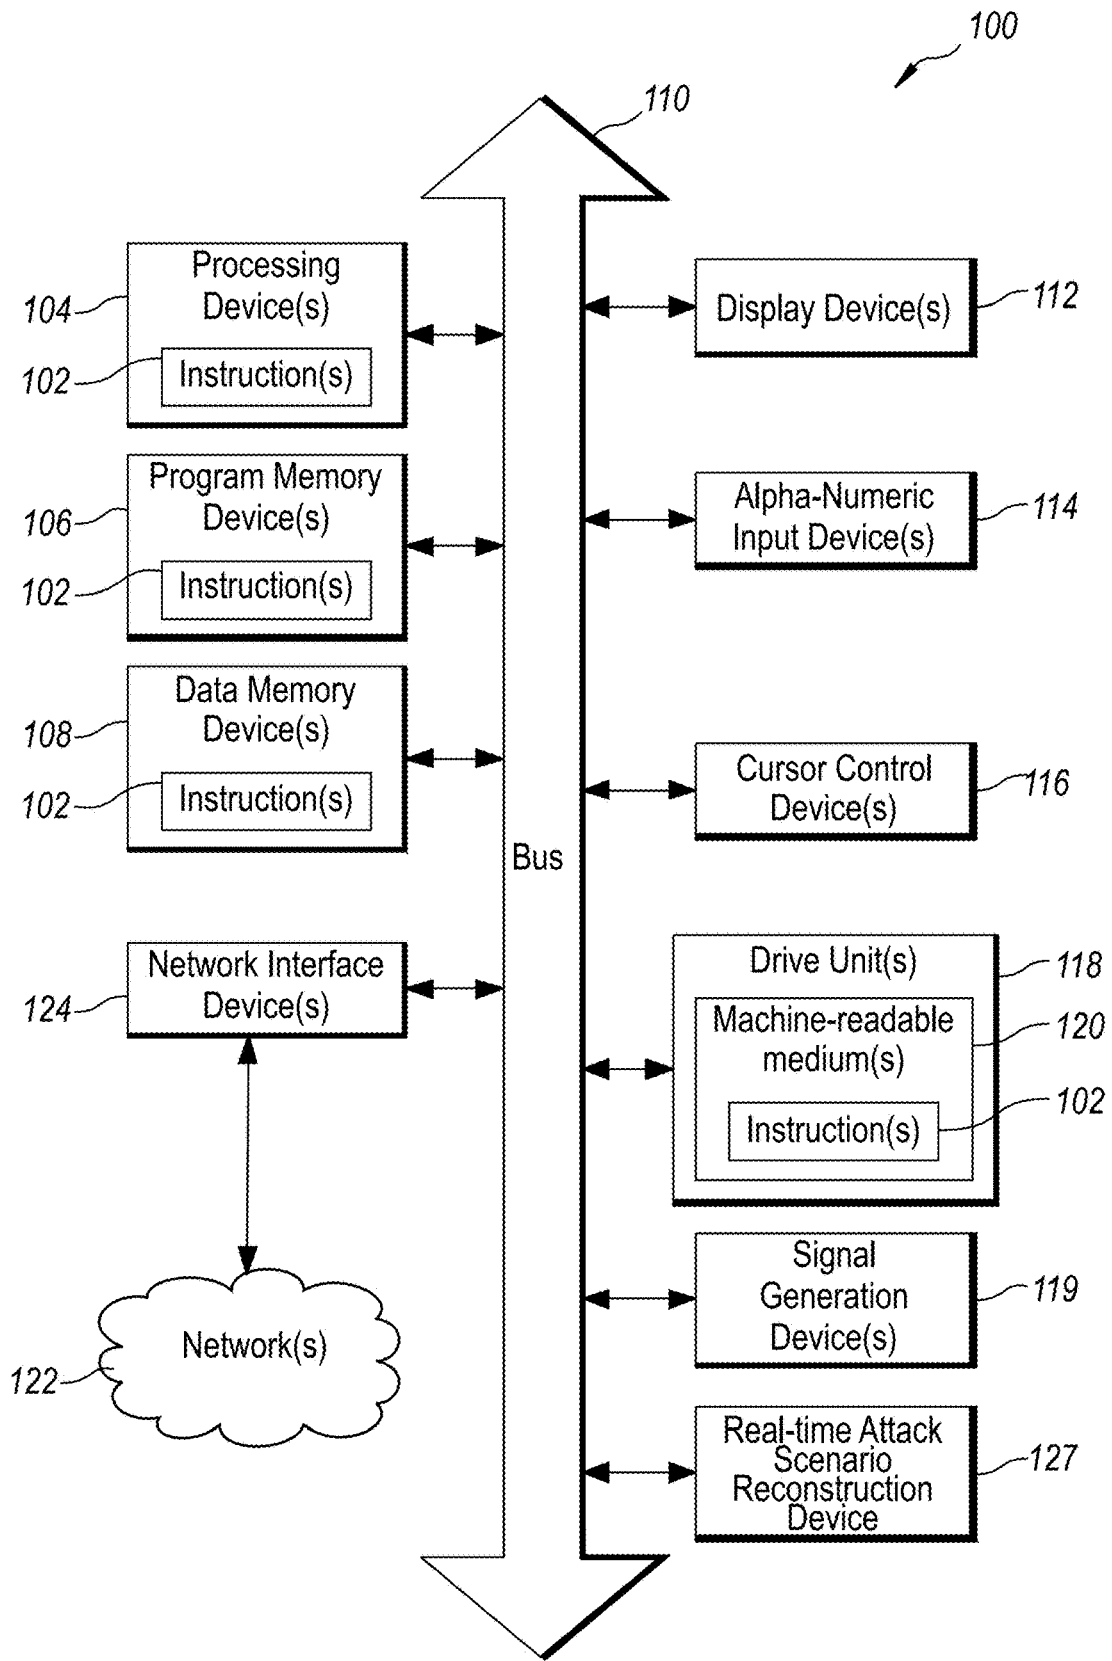 100
110
Processing
Device(s)
104
102
Instruction(s)
Program Memory
Device(s)
106
102
Instruction(s)
Data Memory
Device(s)
108
102
Instruction(s)
Bus
Network Interface
Device(s)
124
Network(s)
122
Display Device(s)
112
Alpha-Numeric
Input Device(s)
114
Cursor Control
Device(s)
116
Drive Unit(s)
118
Machine-readable
medium(s)
120
Instruction(s)
102
Signal
Generation
Device(s)
119
Real-time Attack
Scenario
Reconstruction
Device
127